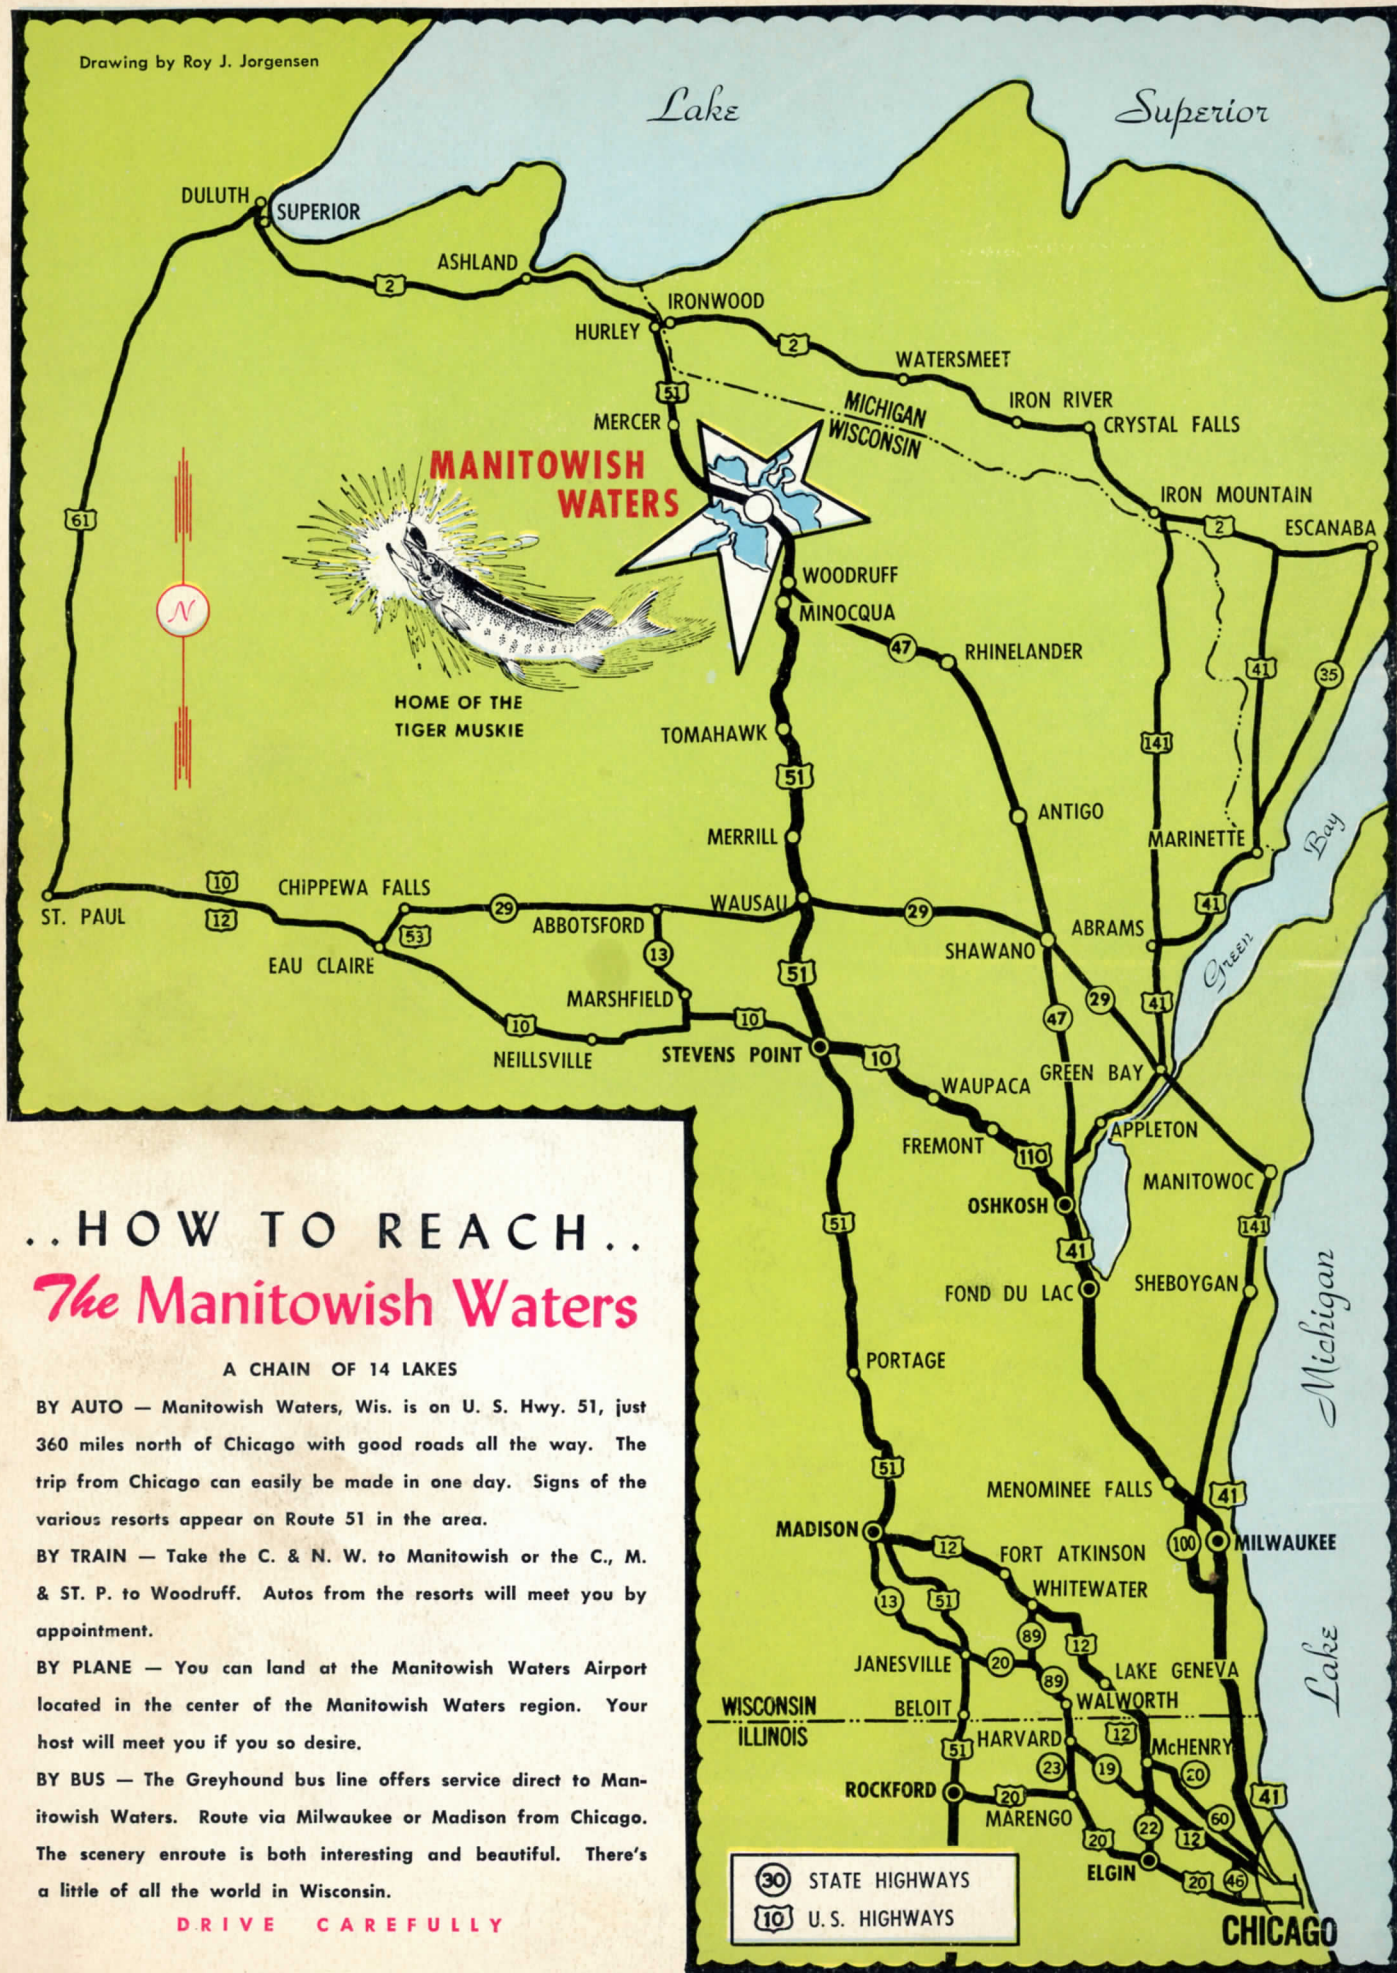 Drawing by Roy J. Jorgensen
Lake Superior
DULUTH
SUPERIOR
ASHLAND
2
IRONWOOD
HURLEY
2
WATERSMEET
51
MICHIGAN
WISCONSIN
IRON RIVER
CRYSTAL FALLS
MERCER
MANITOWISH
WATERS
IRON MOUNTAIN
2
ESCANABA
61
N
WOODRUFF
MINOCQUA
47
RHINELANDER
41
35
HOME OF THE
TIGER MUSKIE
TOMAHAWK
141
51
ANTIGO
MERRILL
MARINETTE
Green Bay
10
12
ST. PAUL
CHIPPEWA FALLS
29
53
EAU CLAIRE
ABBOTSFORD
WAUSAU
29
41
ABRAMS
SHAWANO
13
51
29
41
MARSHFIELD
10
10
47
NEILLSVILLE
STEVENS POINT
10
GREEN BAY
WAUPACA
FREMONT
110
APPLETON
MANITOWOC
OSHKOSH
51
41
141
FOND DU LAC
SHEBOYGAN
Lake Michigan
PORTAGE
51
MENOMINEE FALLS
41
MADISON
12
100
MILWAUKEE
FORT ATKINSON
WHITEWATER
13
51
89
12
JANESVILLE
20
89
LAKE GENEVA
WALWORTH
WISCONSIN
ILLINOIS
BELOIT
12
51
HARVARD
McHENRY
23
19
20
ROCKFORD
20
MARENGO
41
60
20
22
12
ELGIN
20
46
CHICAGO
30 STATE HIGHWAYS
10 U.S. HIGHWAYS
..HOW TO REACH..
The Manitowish Waters
A CHAIN OF 14 LAKES
BY AUTO — Manitowish Waters, Wis. is on U. S. Hwy. 51, just
360 miles north of Chicago with good roads all the way. The
trip from Chicago can easily be made in one day. Signs of the
various resorts appear on Route 51 in the area.
BY TRAIN — Take the C. & N. W. to Manitowish or the C., M.
& ST. P. to Woodruff. Autos from the resorts will meet you by
appointment.
BY PLANE — You can land at the Manitowish Waters Airport
located in the center of the Manitowish Waters region. Your
host will meet you if you so desire.
BY BUS — The Greyhound bus line offers service direct to Man-
itowish Waters. Route via Milwaukee or Madison from Chicago.
The scenery enroute is both interesting and beautiful. There's
a little of all the world in Wisconsin.
DRIVE CAREFULLY